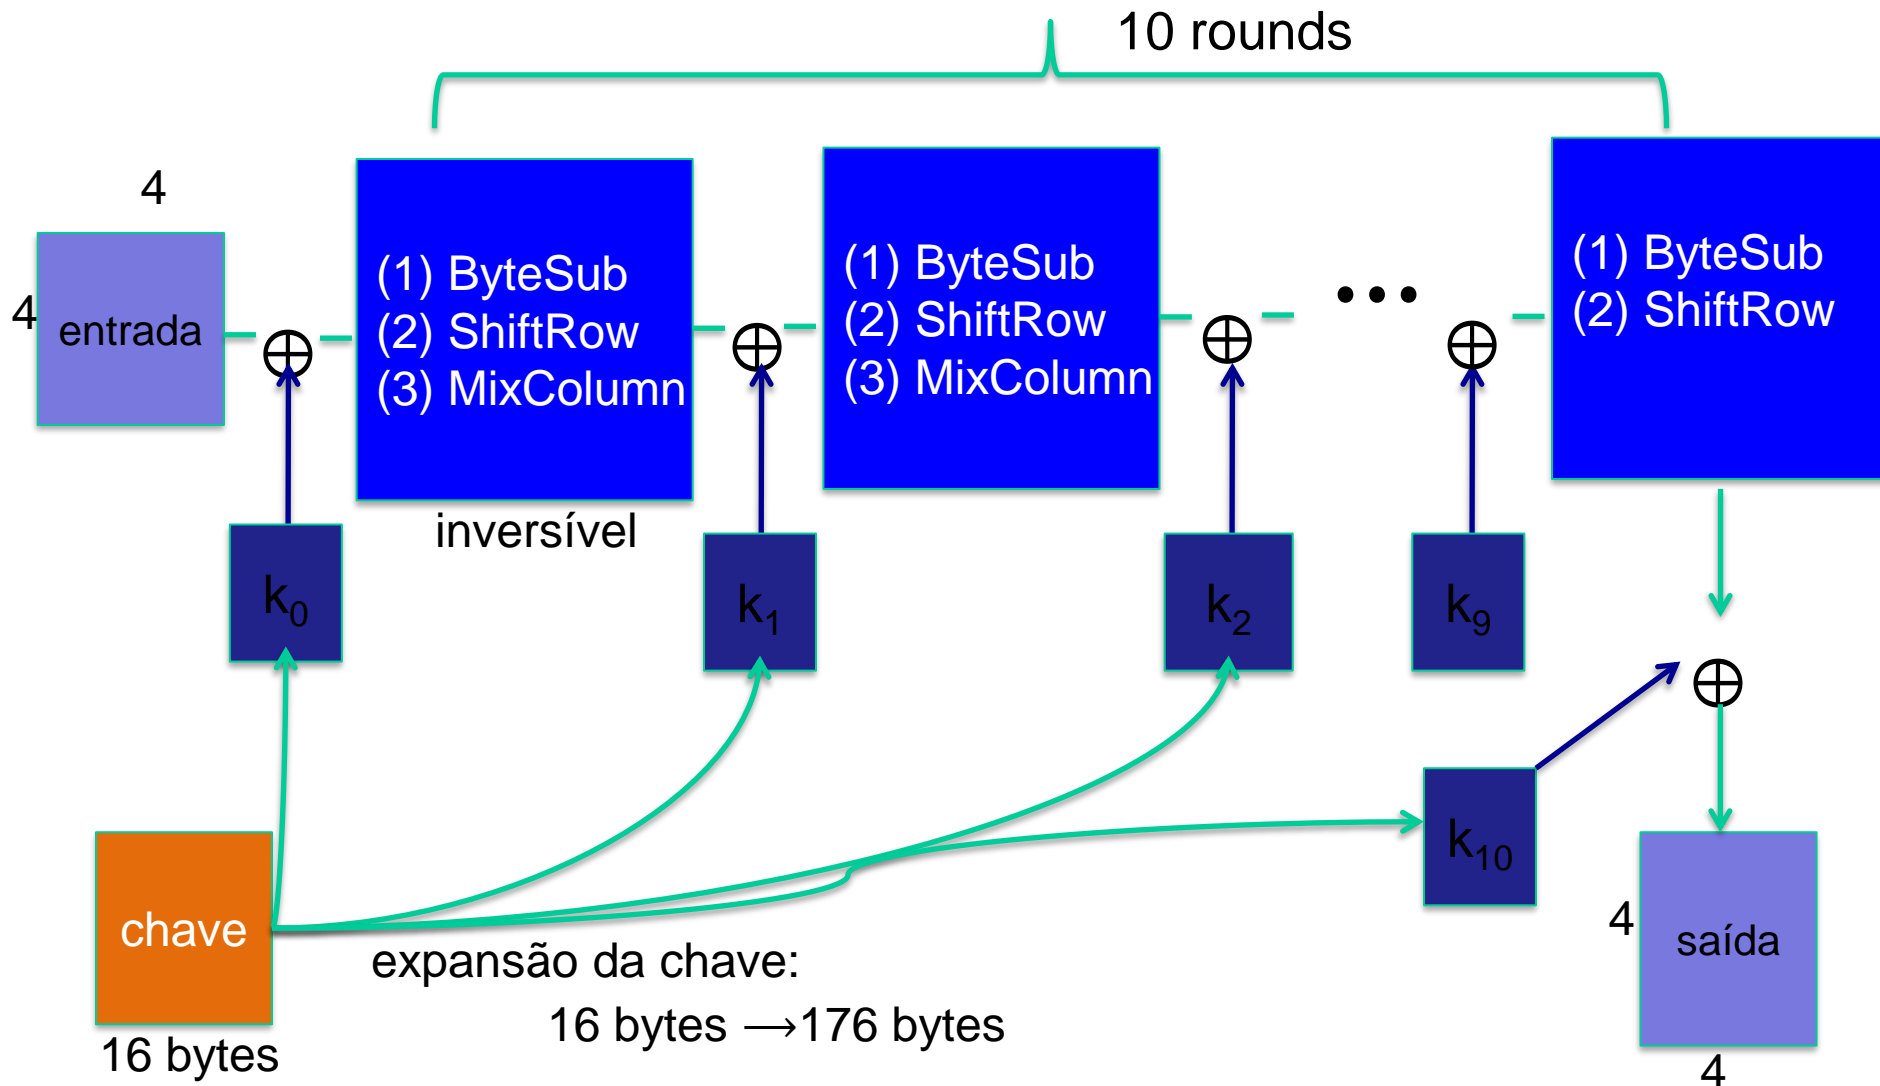 10 rounds
4
4
entrada
(1) ByteSub
(2) ShiftRow
(3) MixColumn
inversível
(1) ByteSub
(2) ShiftRow
(3) MixColumn
• • •
(1) ByteSub
(2) ShiftRow
k0
k1
k2
k9
k10
chave
16 bytes
expansão da chave:
16 bytes ⟶176 bytes
4
saída
4